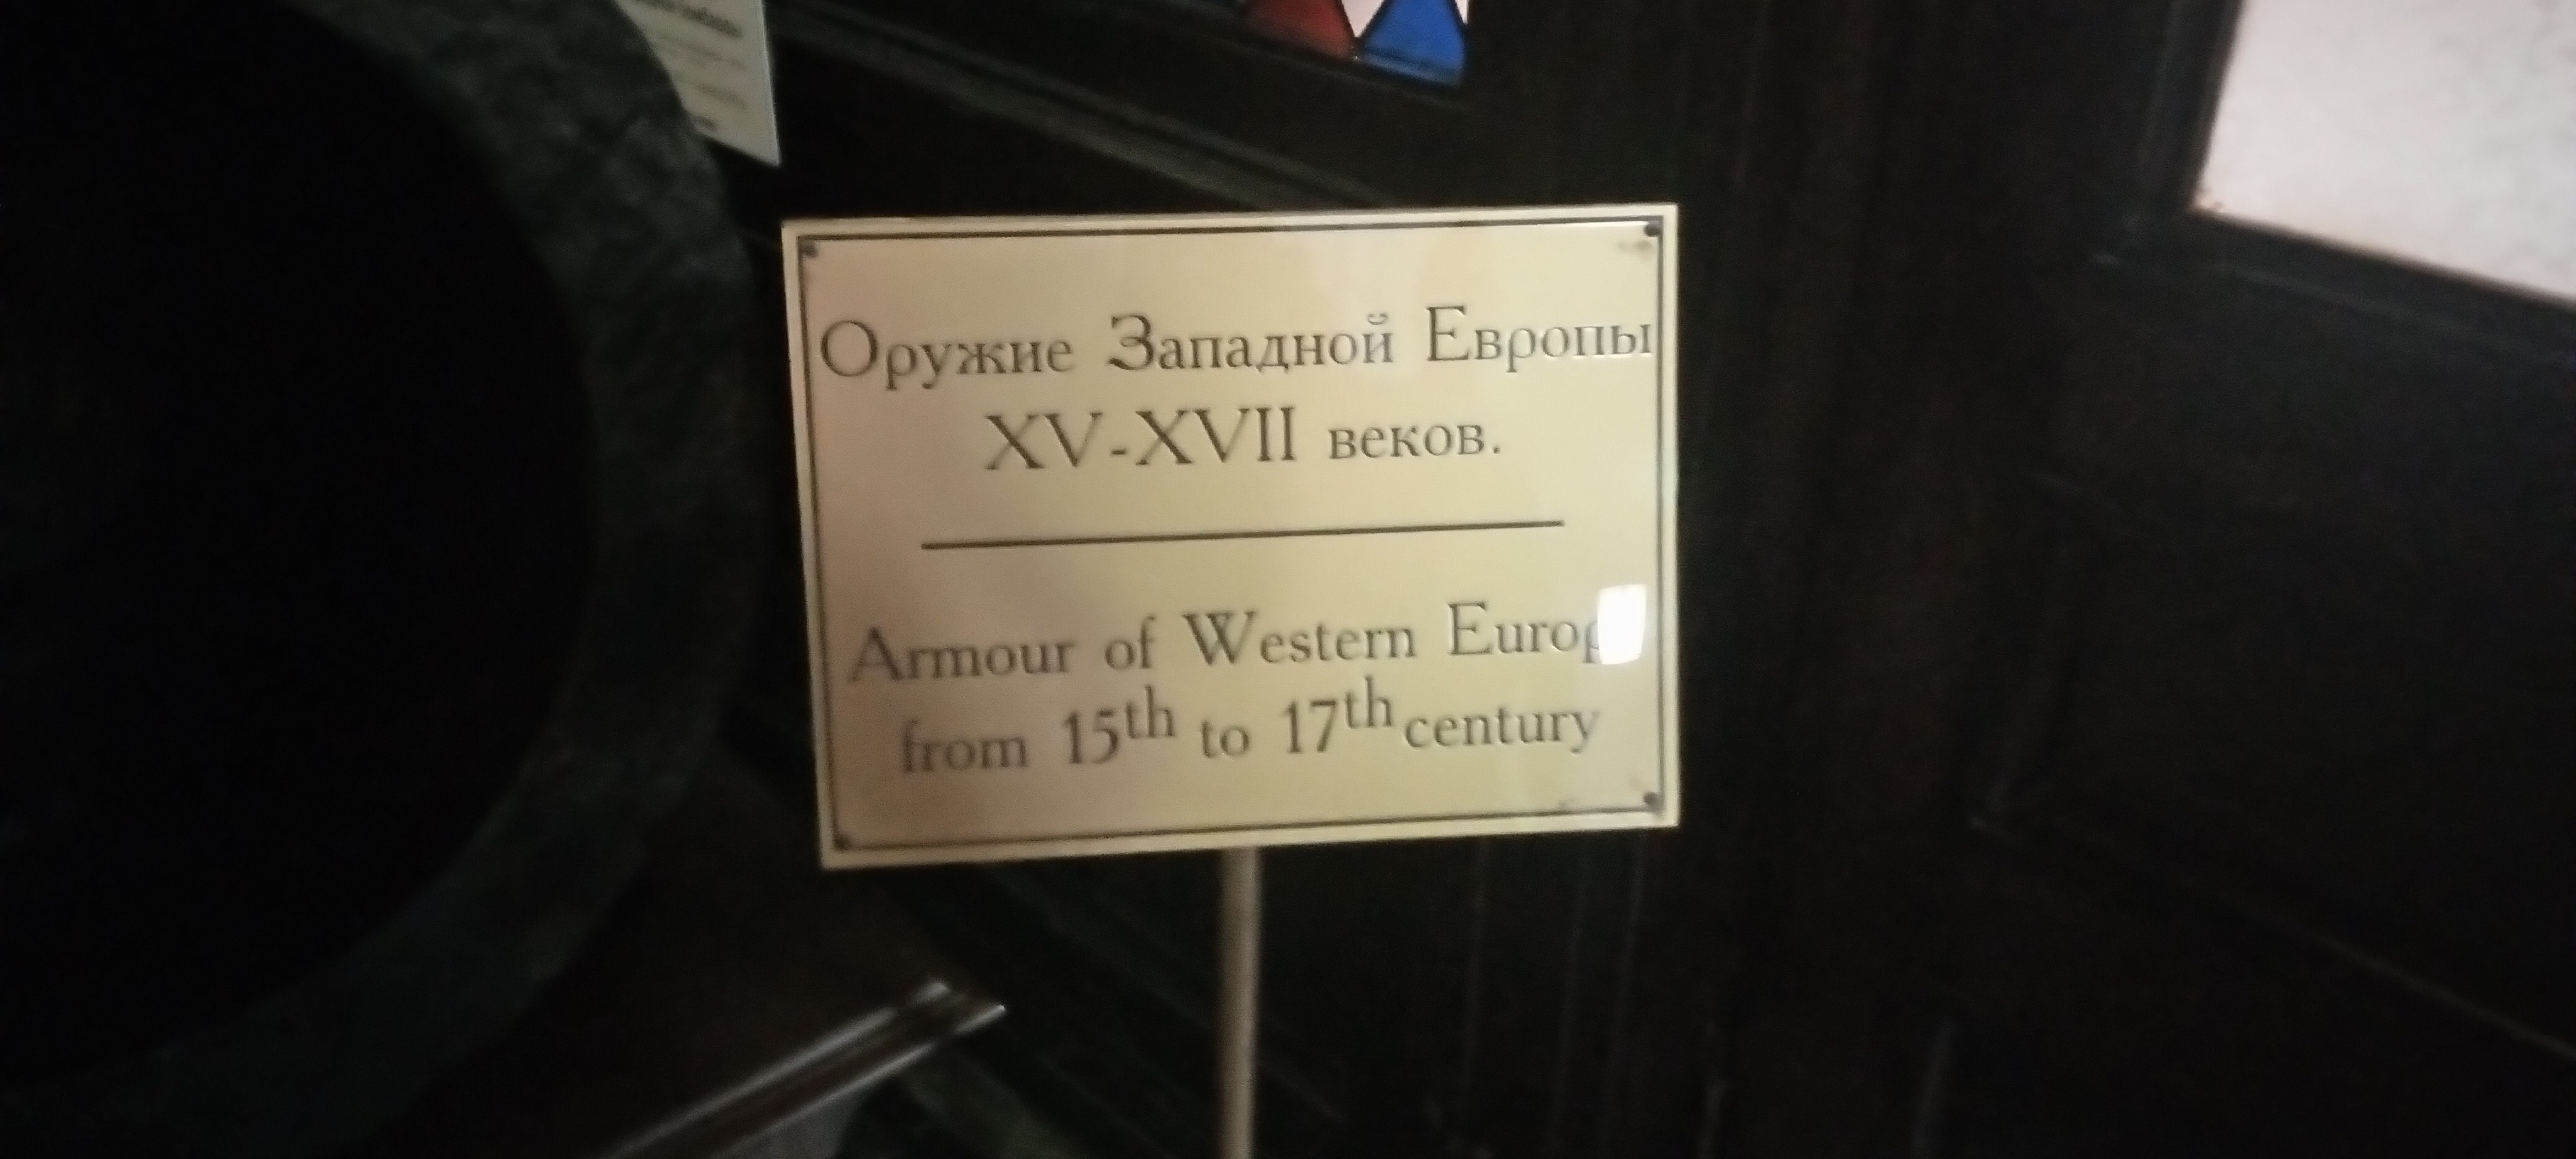 Оружие Западной Европы
XV-XVII веков.
Armour of Western
from 15th to 17th century